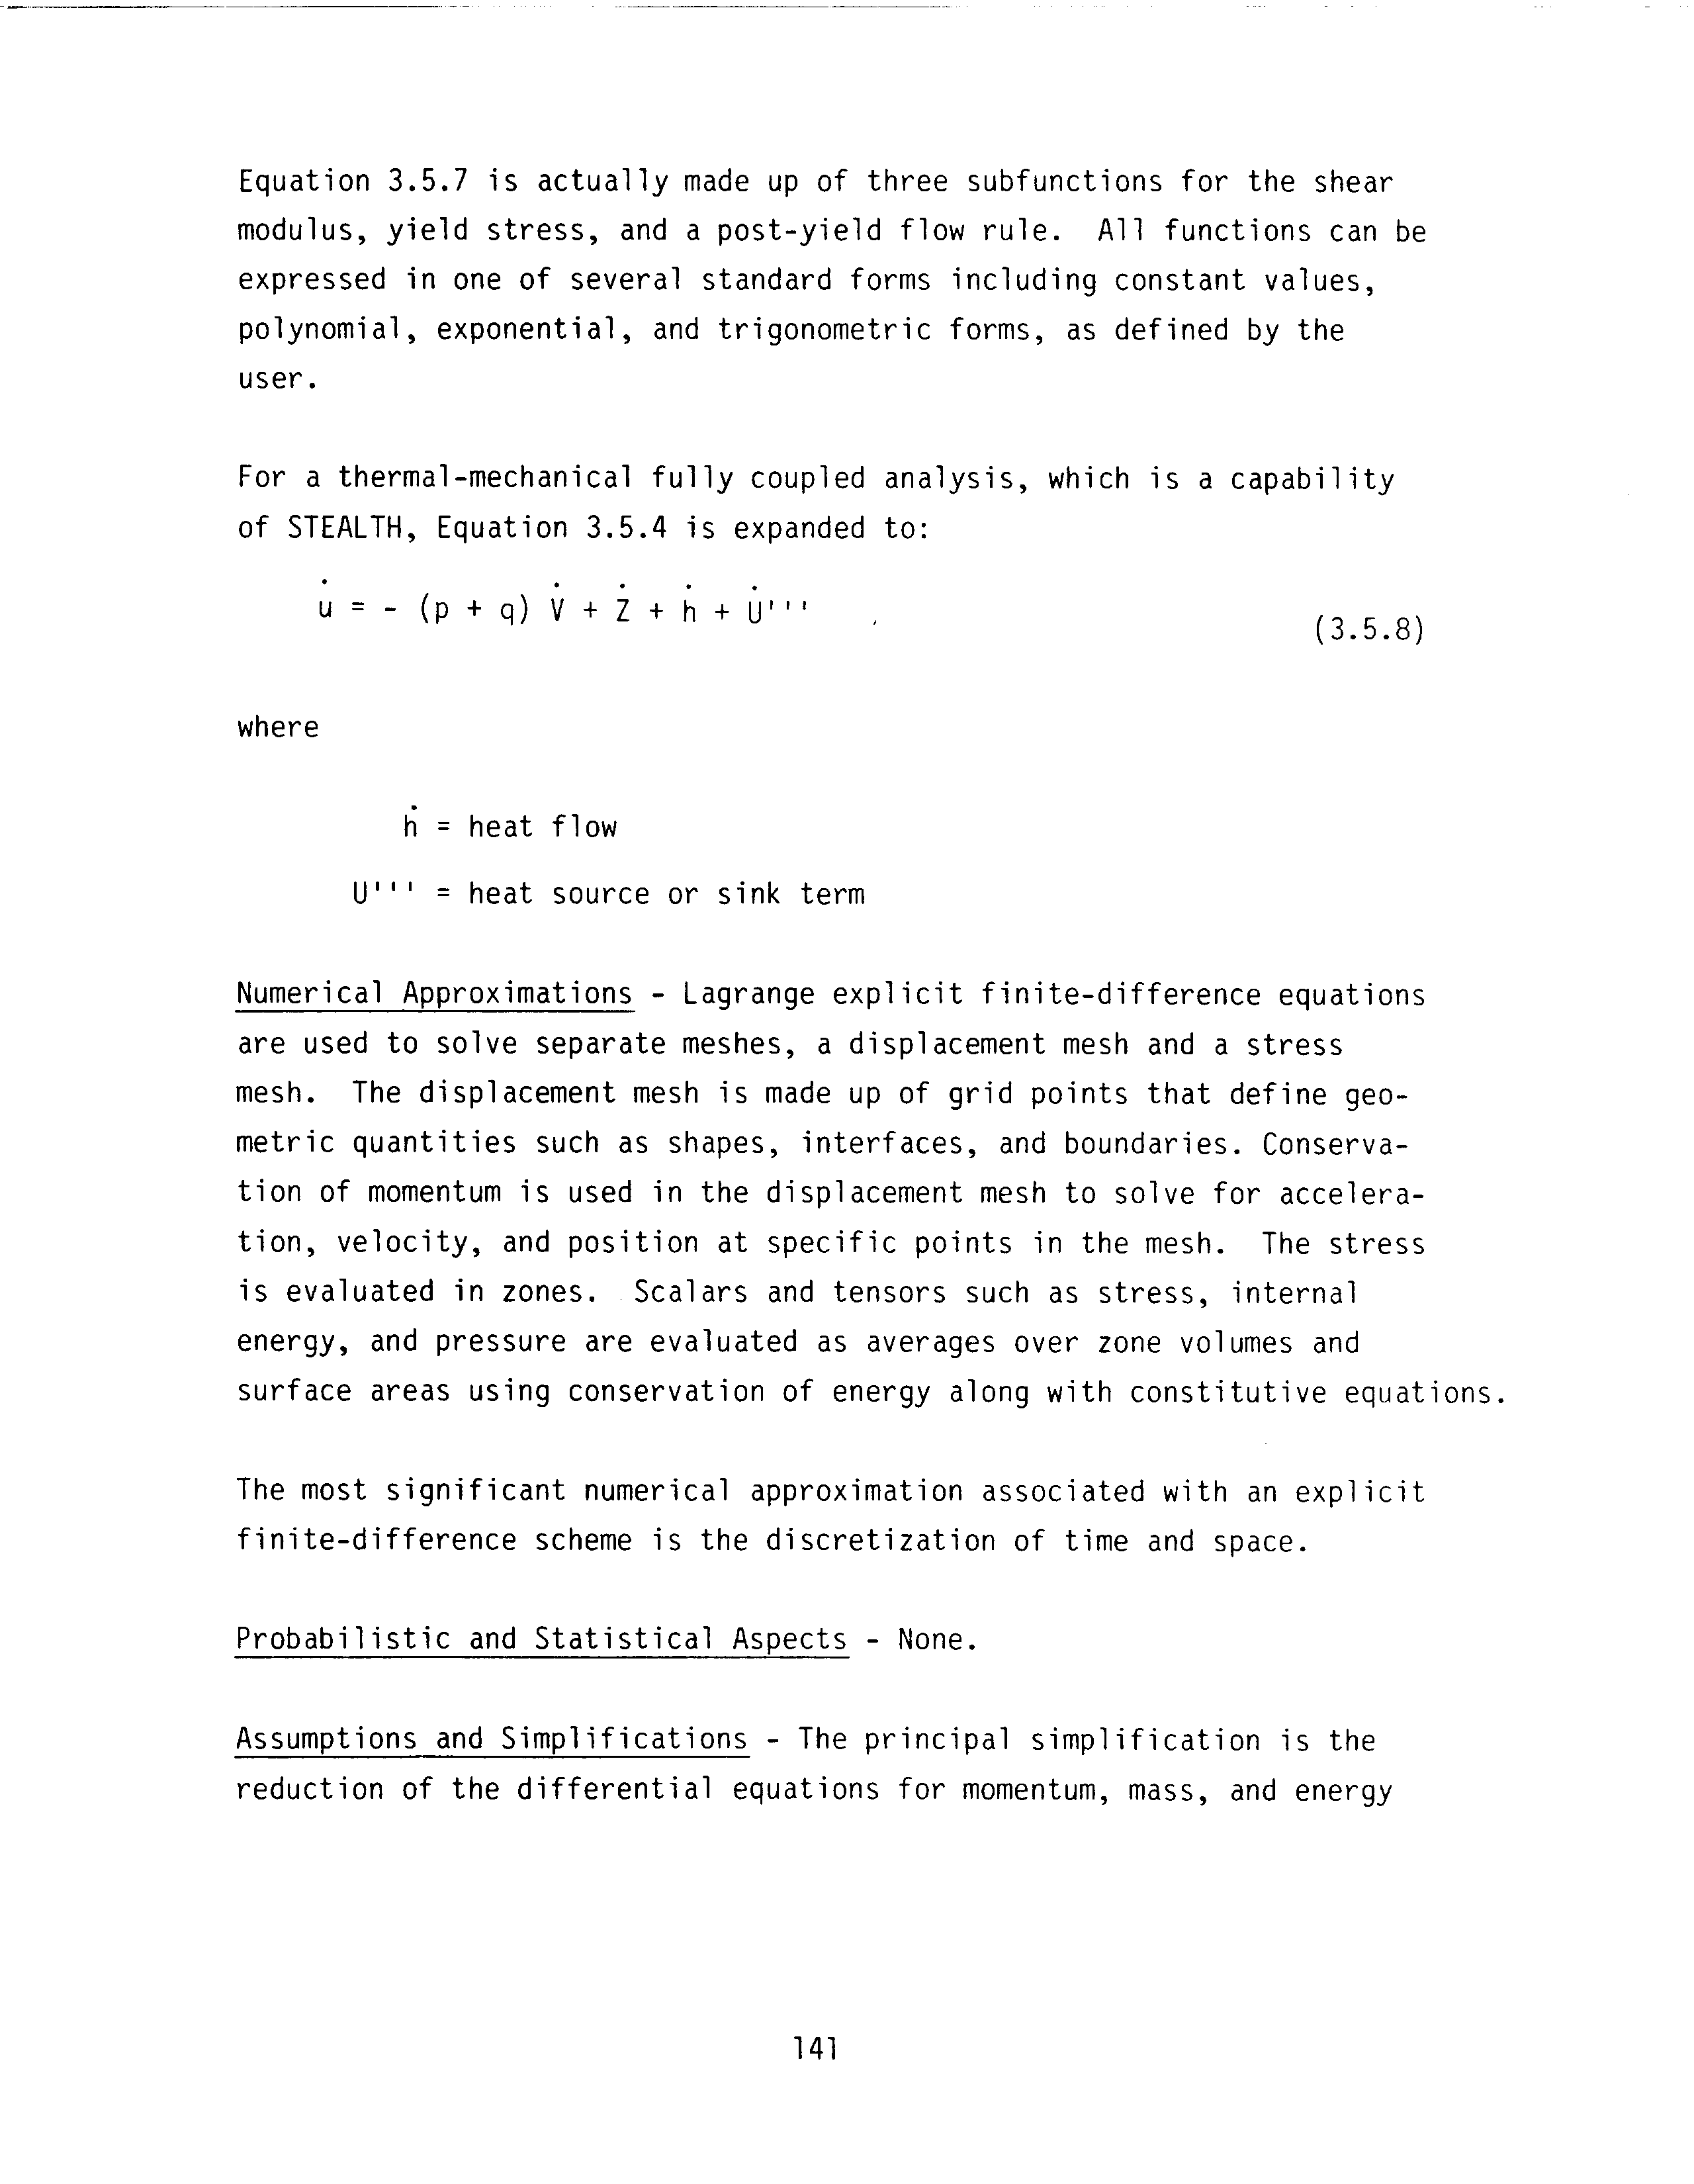 Equation 3.5.7 is actually made up of three subfunctions for the shear
modulus, yield stress, and a post-yield flow rule.  All functions can be
expressed in one of several standard forms including constant values,
polynomial, exponential, and trigonometric forms, as defined by the
user.
For a thermal-mechanical fully coupled analysis, which is a capability
of STEALTH, Equation 3.5.4 is expanded to:
u̇ = - (p + q) V̇ + Ż + ḣ + U̇'''
(3.5.8)
where
ḣ = heat flow
U''' = heat source or sink term
Numerical Approximations - Lagrange explicit finite-difference equations
are used to solve separate meshes, a displacement mesh and a stress
mesh.  The displacement mesh is made up of grid points that define geo-
metric quantities such as shapes, interfaces, and boundaries. Conserva-
tion of momentum is used in the displacement mesh to solve for accelera-
tion, velocity, and position at specific points in the mesh.  The stress
is evaluated in zones.  Scalars and tensors such as stress, internal
energy, and pressure are evaluated as averages over zone volumes and
surface areas using conservation of energy along with constitutive equations.
The most significant numerical approximation associated with an explicit
finite-difference scheme is the discretization of time and space.
Probabilistic and Statistical Aspects - None.
Assumptions and Simplifications - The principal simplification is the
reduction of the differential equations for momentum, mass, and energy
141